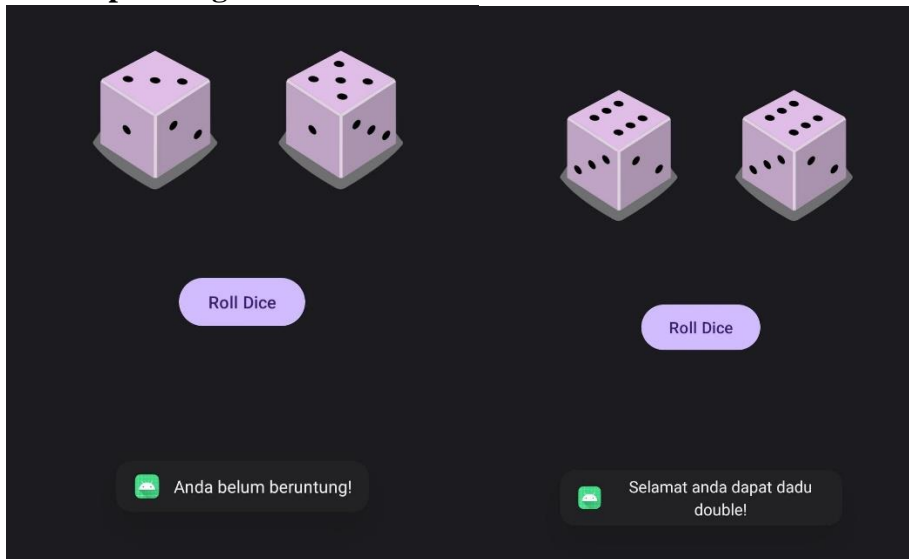 Roll Dice
Anda belum beruntung!
Roll Dice
Selamat anda dapat dadu
double!